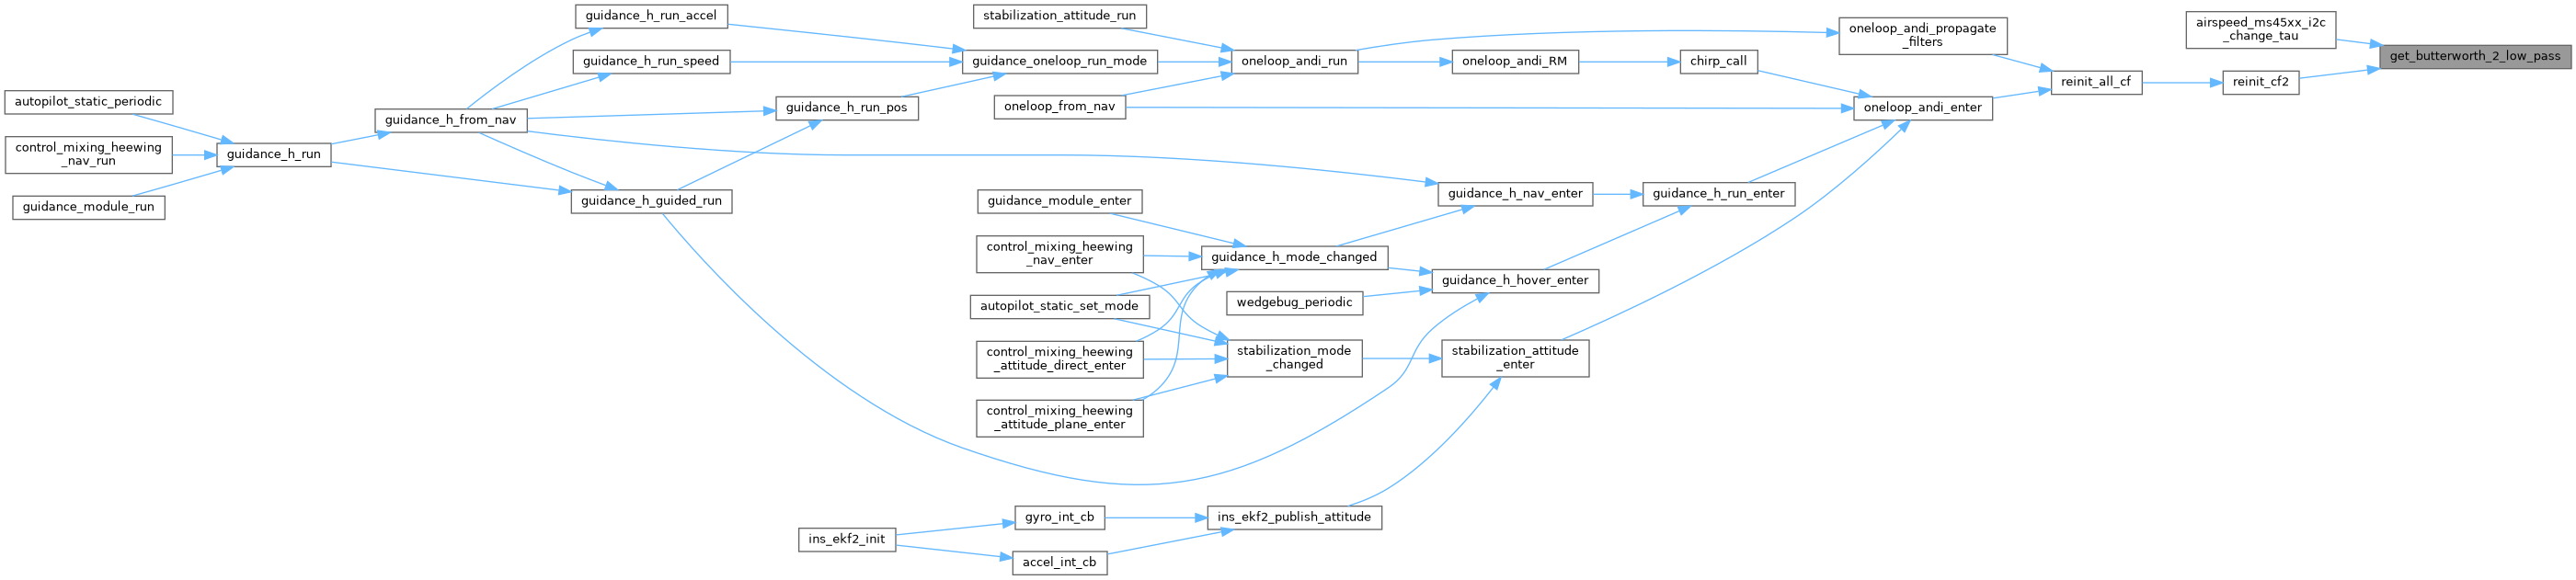 autopilot_static_periodic
control_mixing_heewing
_nav_run
guidance_module_run
guidance_h_run
guidance_h_from_nav
guidance_h_run_accel
guidance_h_run_speed
guidance_h_run_pos
guidance_h_guided_run
stabilization_attitude_run
guidance_oneloop_run_mode
oneloop_from_nav
oneloop_andi_run
oneloop_andi_RM
chirp_call
oneloop_andi_propagate
_filters
oneloop_andi_enter
reinit_all_cf
airspeed_ms45xx_i2c
_change_tau
reinit_cf2
get_butterworth_2_low_pass
guidance_module_enter
control_mixing_heewing
_nav_enter
autopilot_static_set_mode
control_mixing_heewing
_attitude_direct_enter
control_mixing_heewing
_attitude_plane_enter
guidance_h_mode_changed
wedgebug_periodic
stabilization_mode
_changed
guidance_h_nav_enter
guidance_h_hover_enter
stabilization_attitude
_enter
guidance_h_run_enter
ins_ekf2_init
gyro_int_cb
accel_int_cb
ins_ekf2_publish_attitude